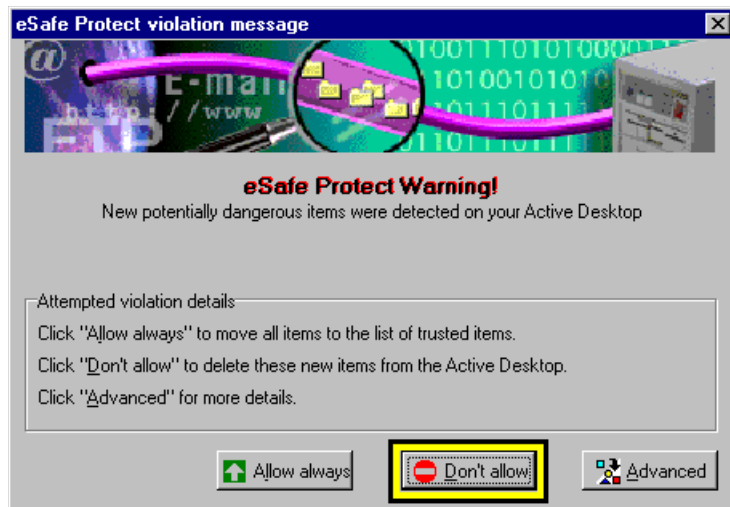 eSafe Protect violation message
@
E-mail
http://www
FTP
eSafe Protect Warning!
New potentially dangerous items were detected on your Active Desktop
Attempted violation details
Click "Allow always" to move all items to the list of trusted items.
Click "Don't allow" to delete these new items from the Active Desktop.
Click "Advanced" for more details.
Allow always
Don't allow
Advanced